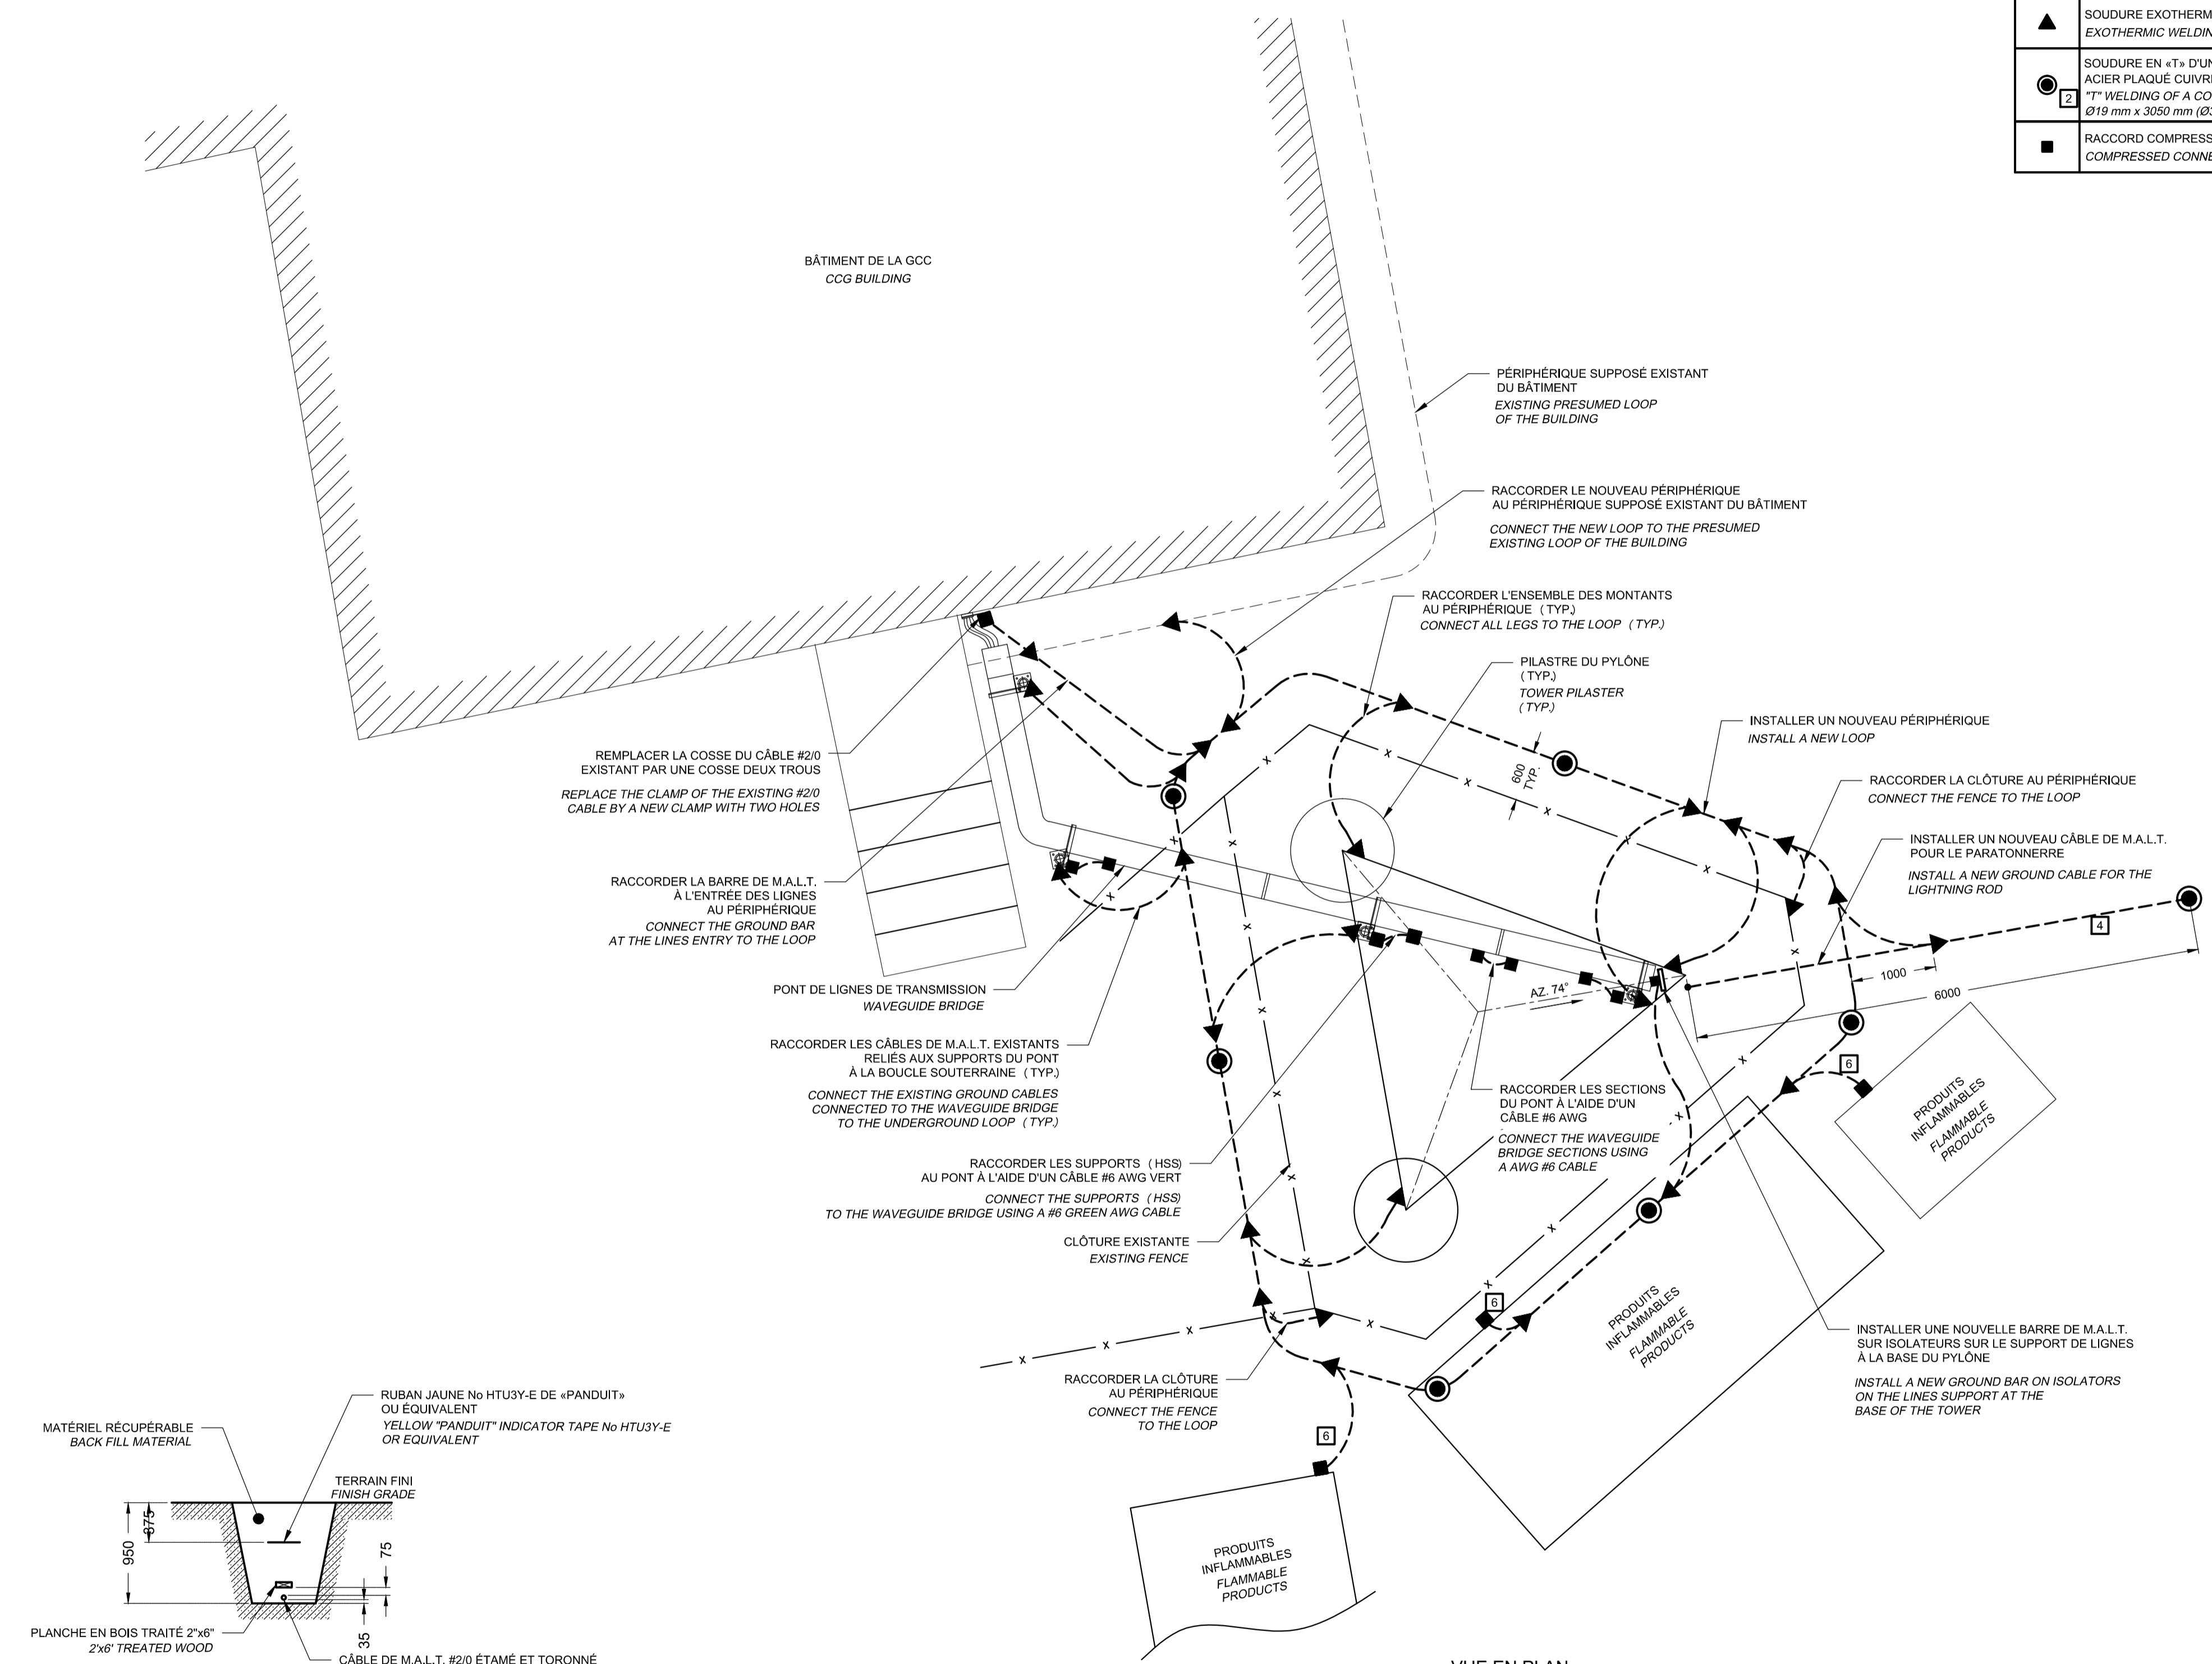 SOUDURE EXOTHERM
EXOTHERMIC WELDIN
SOUDURE EN «T» D'UN
ACIER PLAQUÉ CUIVR
2
"T" WELDING OF A CO
Ø19 mm x 3050 mm (Ø
RACCORD COMPRESS
COMPRESSED CONNE
BÂTIMENT DE LA GCC
CCG BUILDING
PÉRIPHÉRIQUE SUPPOSÉ EXISTANT
DU BÂTIMENT
EXISTING PRESUMED LOOP
OF THE BUILDING
RACCORDER LE NOUVEAU PÉRIPHÉRIQUE
AU PÉRIPHÉRIQUE SUPPOSÉ EXISTANT DU BÂTIMENT
CONNECT THE NEW LOOP TO THE PRESUMED
EXISTING LOOP OF THE BUILDING
RACCORDER L'ENSEMBLE DES MONTANTS
AU PÉRIPHÉRIQUE (TYP.)
CONNECT ALL LEGS TO THE LOOP (TYP.)
PILASTRE DU PYLÔNE
(TYP.)
TOWER PILASTER
(TYP.)
INSTALLER UN NOUVEAU PÉRIPHÉRIQUE
INSTALL A NEW LOOP
600
TYP.
RACCORDER LA CLÔTURE AU PÉRIPHÉRIQUE
CONNECT THE FENCE TO THE LOOP
INSTALLER UN NOUVEAU CÂBLE DE M.A.L.T.
POUR LE PARATONNERRE
INSTALL A NEW GROUND CABLE FOR THE
LIGHTNING ROD
4
1000
6000
AZ. 74°
REMPLACER LA COSSE DU CÂBLE #2/0
EXISTANT PAR UNE COSSE DEUX TROUS
REPLACE THE CLAMP OF THE EXISTING #2/0
CABLE BY A NEW CLAMP WITH TWO HOLES
RACCORDER LA BARRE DE M.A.L.T.
À L'ENTRÉE DES LIGNES
AU PÉRIPHÉRIQUE
CONNECT THE GROUND BAR
AT THE LINES ENTRY TO THE LOOP
PONT DE LIGNES DE TRANSMISSION
WAVEGUIDE BRIDGE
RACCORDER LES CÂBLES DE M.A.L.T. EXISTANTS
RELIÉS AUX SUPPORTS DU PONT
À LA BOUCLE SOUTERRAINE (TYP.)
CONNECT THE EXISTING GROUND CABLES
CONNECTED TO THE WAVEGUIDE BRIDGE
TO THE UNDERGROUND LOOP (TYP.)
RACCORDER LES SECTIONS
DU PONT À L'AIDE D'UN
CÂBLE #6 AWG
CONNECT THE WAVEGUIDE
BRIDGE SECTIONS USING
A AWG #6 CABLE
6
PRODUITS
INFLAMMABLES
FLAMMABLE
PRODUCTS
RACCORDER LES SUPPORTS (HSS)
AU PONT À L'AIDE D'UN CÂBLE #6 AWG VERT
CONNECT THE SUPPORTS (HSS)
TO THE WAVEGUIDE BRIDGE USING A #6 GREEN AWG CABLE
CLÔTURE EXISTANTE
EXISTING FENCE
6
PRODUITS
INFLAMMABLES
FLAMMABLE
PRODUCTS
INSTALLER UNE NOUVELLE BARRE DE M.A.L.T.
SUR ISOLATEURS SUR LE SUPPORT DE LIGNES
À LA BASE DU PYLÔNE
INSTALL A NEW GROUND BAR ON ISOLATORS
ON THE LINES SUPPORT AT THE
BASE OF THE TOWER
RACCORDER LA CLÔTURE
AU PÉRIPHÉRIQUE
CONNECT THE FENCE
TO THE LOOP
6
PRODUITS
INFLAMMABLES
FLAMMABLE
PRODUCTS
RUBAN JAUNE No HTU3Y-E DE «PANDUIT»
OU ÉQUIVALENT
YELLOW "PANDUIT" INDICATOR TAPE No HTU3Y-E
OR EQUIVALENT
MATÉRIEL RÉCUPÉRABLE
BACK FILL MATERIAL
TERRAIN FINI
FINISH GRADE
950
75
35
PLANCHE EN BOIS TRAITÉ 2"x6"
2'x6' TREATED WOOD
CÂBLE DE M.A.L.T. #2/0 ÉTAMÉ ET TORONNÉ
VUE EN PLAN